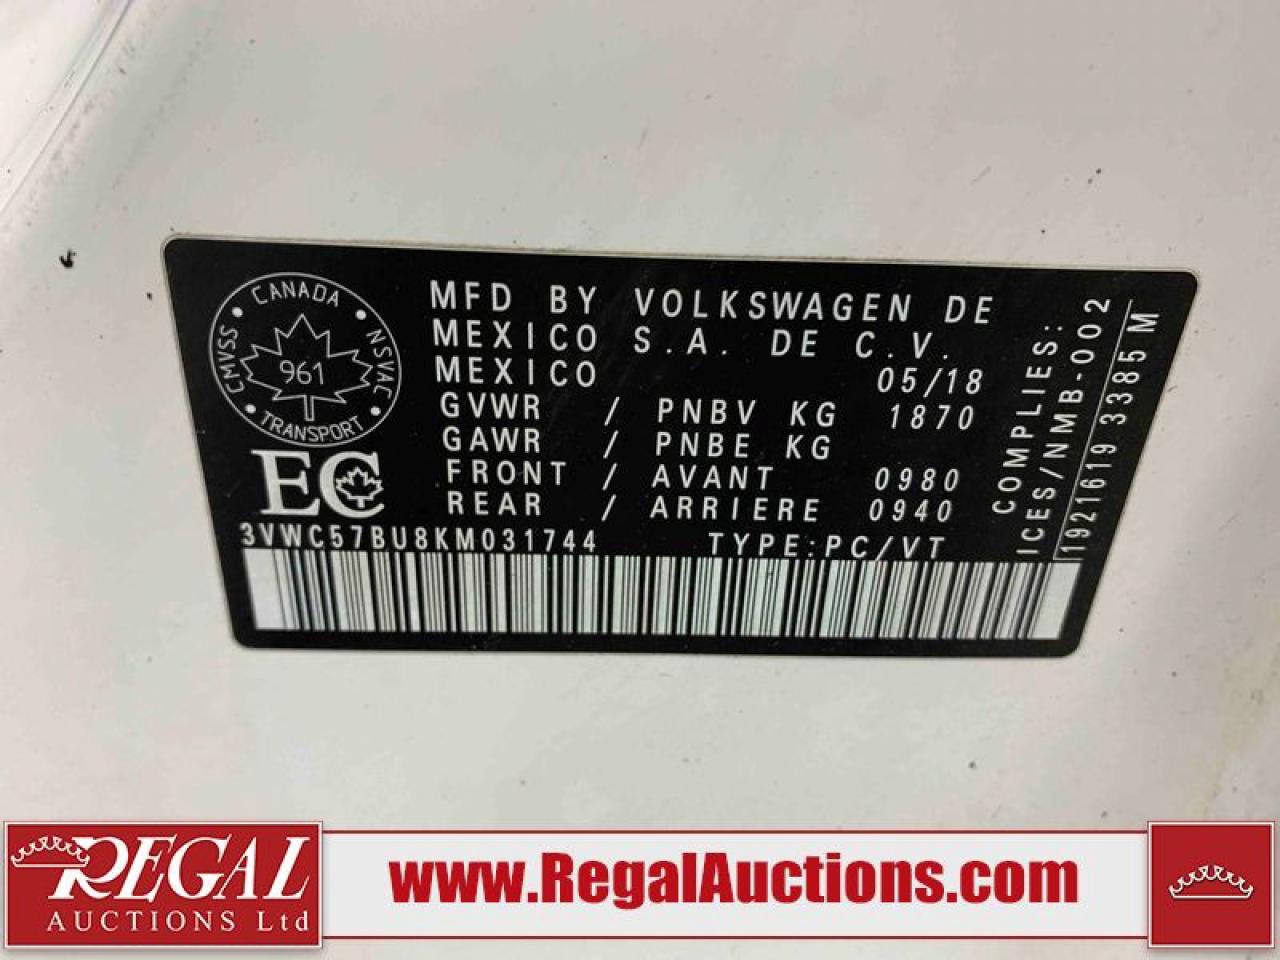 CANADA
CMVSS
NSVAC
961
TRANSPORT
EC
MFD BY VOLKSWAGEN DE
MEXICO S.A. DE C.V.
MEXICO 05/18
GVWR / PNBV KG 1870
GAWR / PNBE KG
FRONT / AVANT 0980
REAR / ARRIERE 0940
3VWC57BU8KM031744 TYPE:PC/VT
COMPLIES:
ICES/NMB-002
1921619 3385 M
REGAL
AUCTIONS Ltd
www.RegalAuctions.com